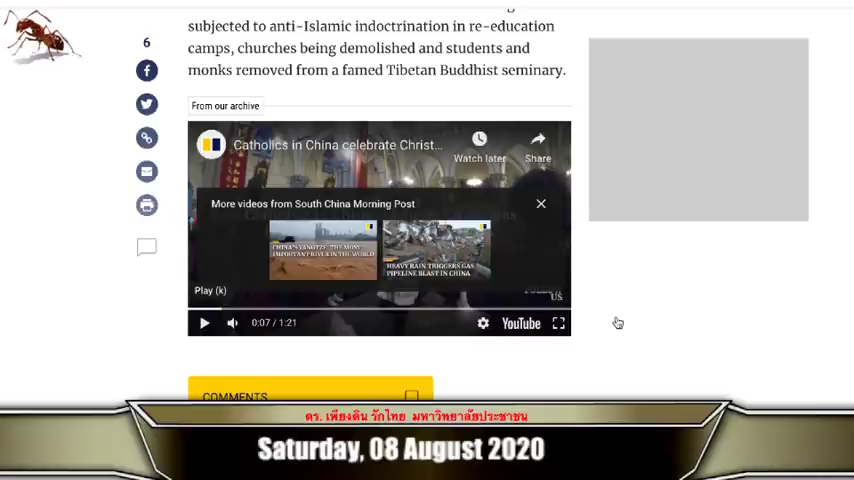 subjected to anti-Islamic indoctrination in re-education
camps, churches being demolished and students and
monks removed from a famed Tibetan Buddhist seminary.
6
From our archive
Catholics in China celebrate Christ...
Watch later
Share
More videos from South China Morning Post
CHINA'S YANGTZE: THE MOST
IMPORTANT RIVER IN THE WORLD
HEAVY RAIN TRIGGERS GAS
PIPELINE BLAST IN CHINA
Play (k)
US
0:07 / 1:21
YouTube
COMMENTS
ดร. เพียงดิน รักไทย มหาวิทยาลัยประชาชน
Saturday, 08 August 2020